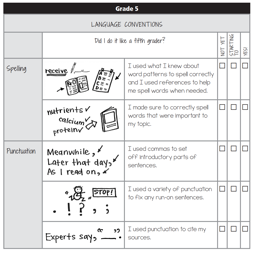 Grade 5
LANGUAGE CONVENTIONS
Did I do it like a fifth grader?
NOT YET
STARTING TO
YES!
Spelling
receive
I used what I knew about
word patterns to spell correctly
and I used references to help
me spell words when needed.
nutrients ✓
calcium ✓
protein ✓
I made sure to correctly spell
words that were important to
my topic.
Punctuation
Meanwhile,
Later that day,
As I read on,
I used commas to set
off introductory parts of
sentences.
STOP!
. ! ? , ;
I used a variety of punctuation
to fix any run-on sentences.
Experts say, “ ”.
I used punctuation to cite my
sources.